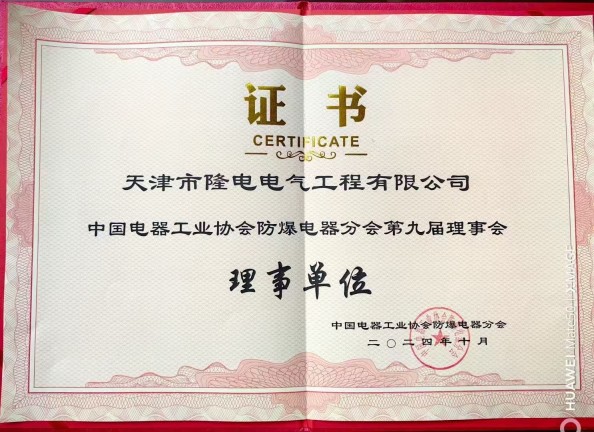 证 书
CERTIFICATE
天津市隆电电气工程有限公司
中国电器工业协会防爆电器分会第九届理事会
理事单位
中国电器工业协会防爆电器分会
二〇二四年十月